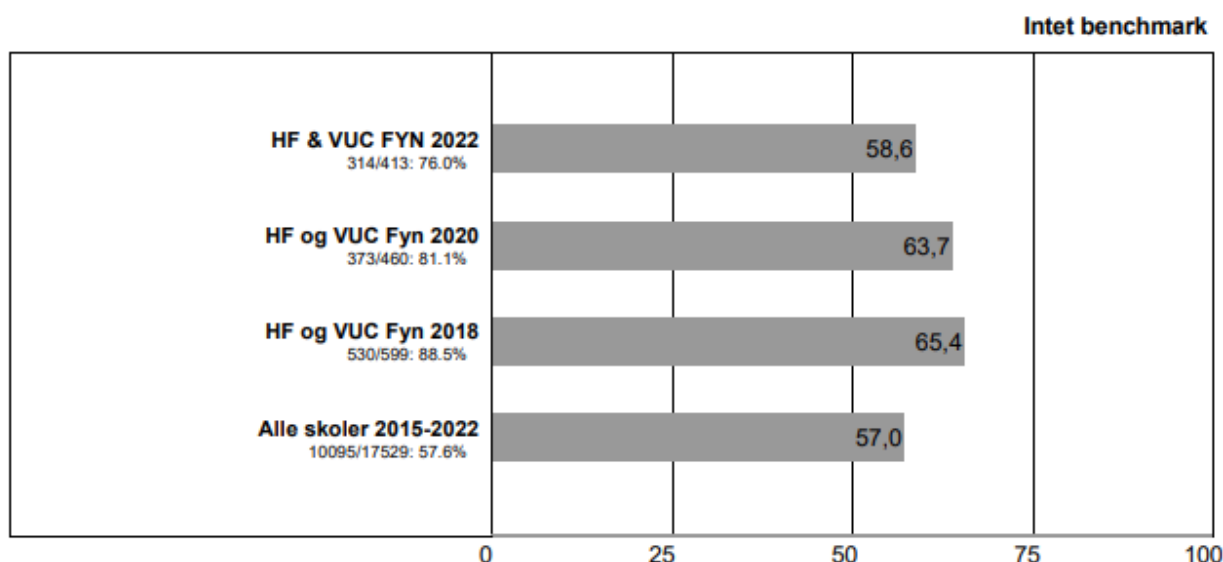 Intet benchmark
HF & VUC FYN 2022
314/413: 76.0%
58,6
HF og VUC Fyn 2020
373/460: 81.1%
63,7
HF og VUC Fyn 2018
530/599: 88.5%
65,4
Alle skoler 2015-2022
10095/17529: 57.6%
57,0
0 25 50 75 100